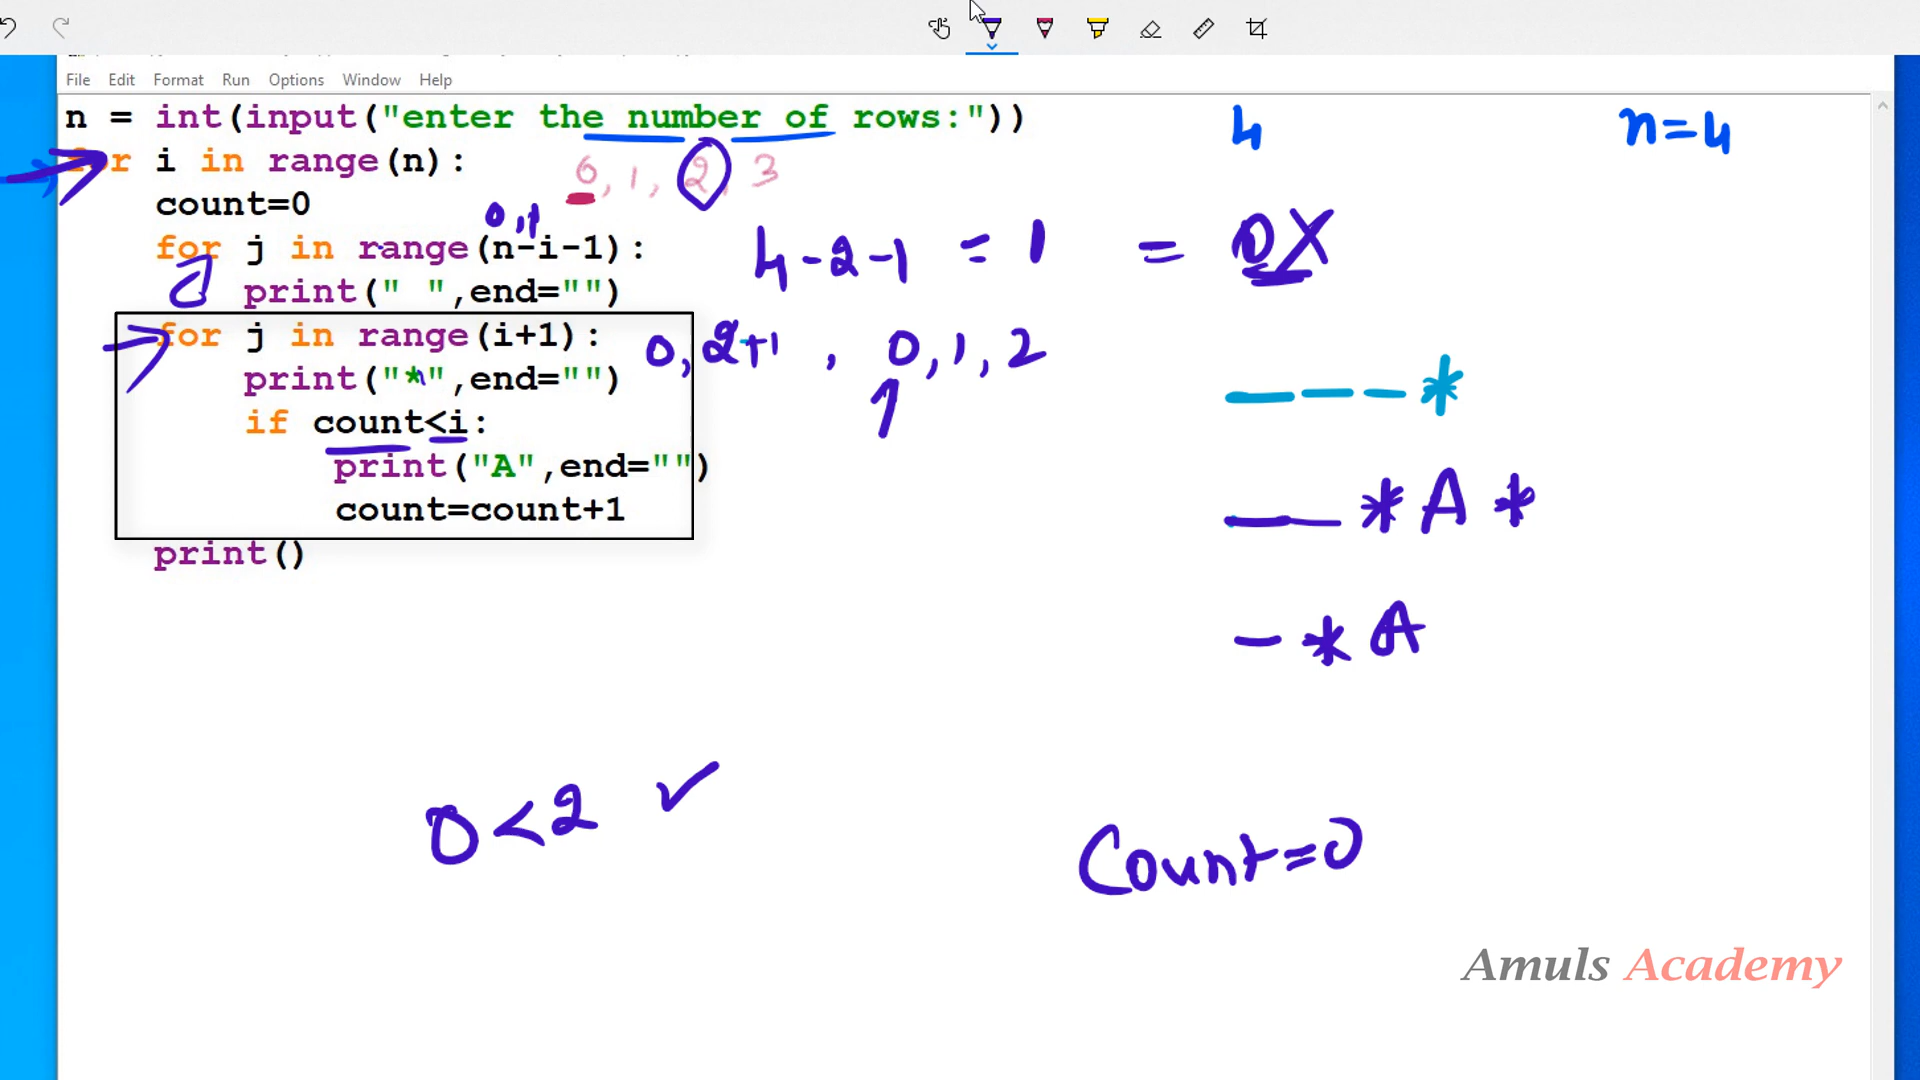 File Edit Format Run Options Window Help
n = int(input("enter the number of rows:"))
4
n=4
for i in range(n):
0, 1, 2, 3
count=0
0,1
for j in range(n-i-1):
4-2-1 = 1 = 0X
print(" ",end="")
for j in range(i+1):
0, 2+1 , 0, 1, 2
print("*",end="")
_ _ _ *
if count<i:
print("A",end="")
__ * A *
count=count+1
print()
- * A
0<2 ✓
Count=0
Amuls Academy